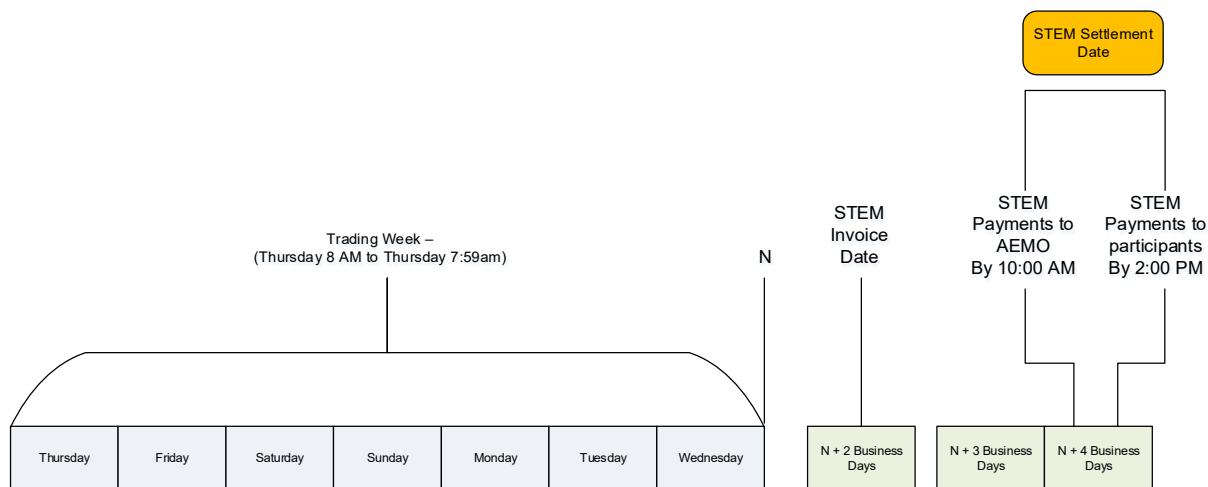 STEM Settlement
Date
STEM
Payments to
AEMO
By 10:00 AM
STEM
Payments to
participants
By 2:00 PM
STEM
Invoice
Date
Trading Week –
(Thursday 8 AM to Thursday 7:59am)
N
Thursday
Friday
Saturday
Sunday
Monday
Tuesday
Wednesday
N + 2 Business
Days
N + 3 Business
Days
N + 4 Business
Days